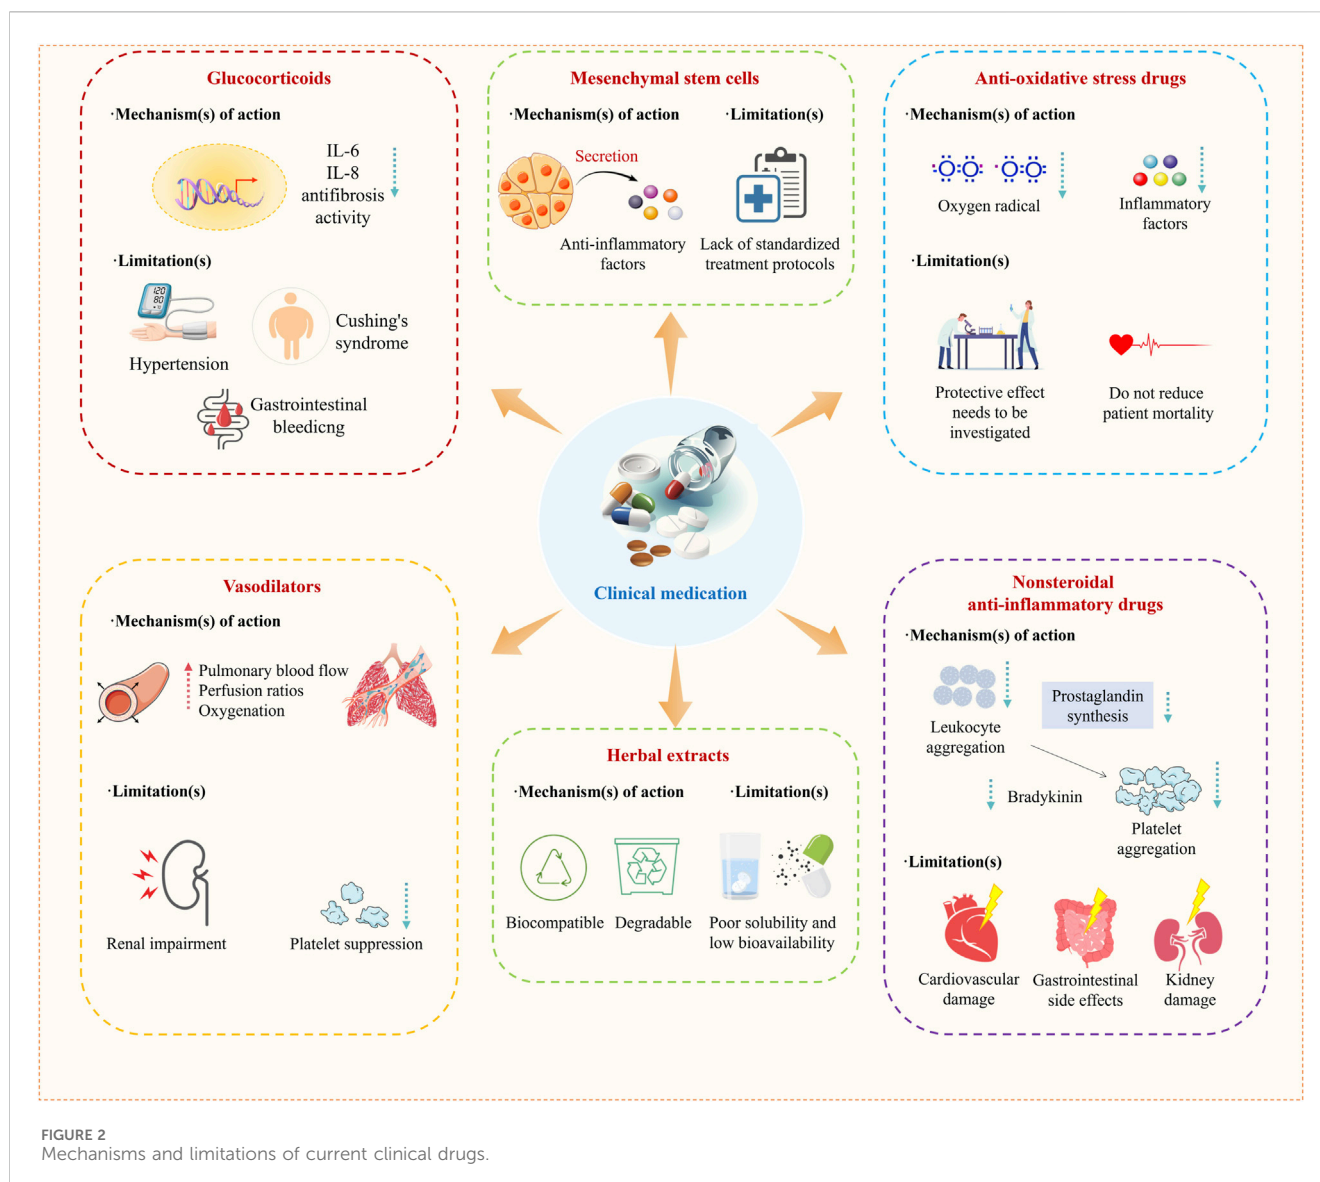 Glucocorticoids
·Mechanism(s) of action
IL-6
IL-8
antifibrosis
activity
·Limitation(s)
120
80
Hypertension
Cushing's
syndrome
Gastrointestinal
bleedicng
Mesenchymal stem cells
·Mechanism(s) of action
Secretion
Anti-inflammatory
factors
·Limitation(s)
Lack of standardized
treatment protocols
Anti-oxidative stress drugs
·Mechanism(s) of action
Oxygen radical
Inflammatory
factors
·Limitation(s)
Protective effect
needs to be
investigated
Do not reduce
patient mortality
Clinical medication
Vasodilators
·Mechanism(s) of action
Pulmonary blood flow
Perfusion ratios
Oxygenation
·Limitation(s)
Renal impairment
Platelet suppression
Herbal extracts
·Mechanism(s) of action
Biocompatible
Degradable
·Limitation(s)
Poor solubility and
low bioavailability
Nonsteroidal
anti-inflammatory drugs
·Mechanism(s) of action
Leukocyte
aggregation
Prostaglandin
synthesis
Bradykinin
Platelet
aggregation
·Limitation(s)
Cardiovascular
damage
Gastrointestinal
side effects
Kidney
damage
FIGURE 2
Mechanisms and limitations of current clinical drugs.